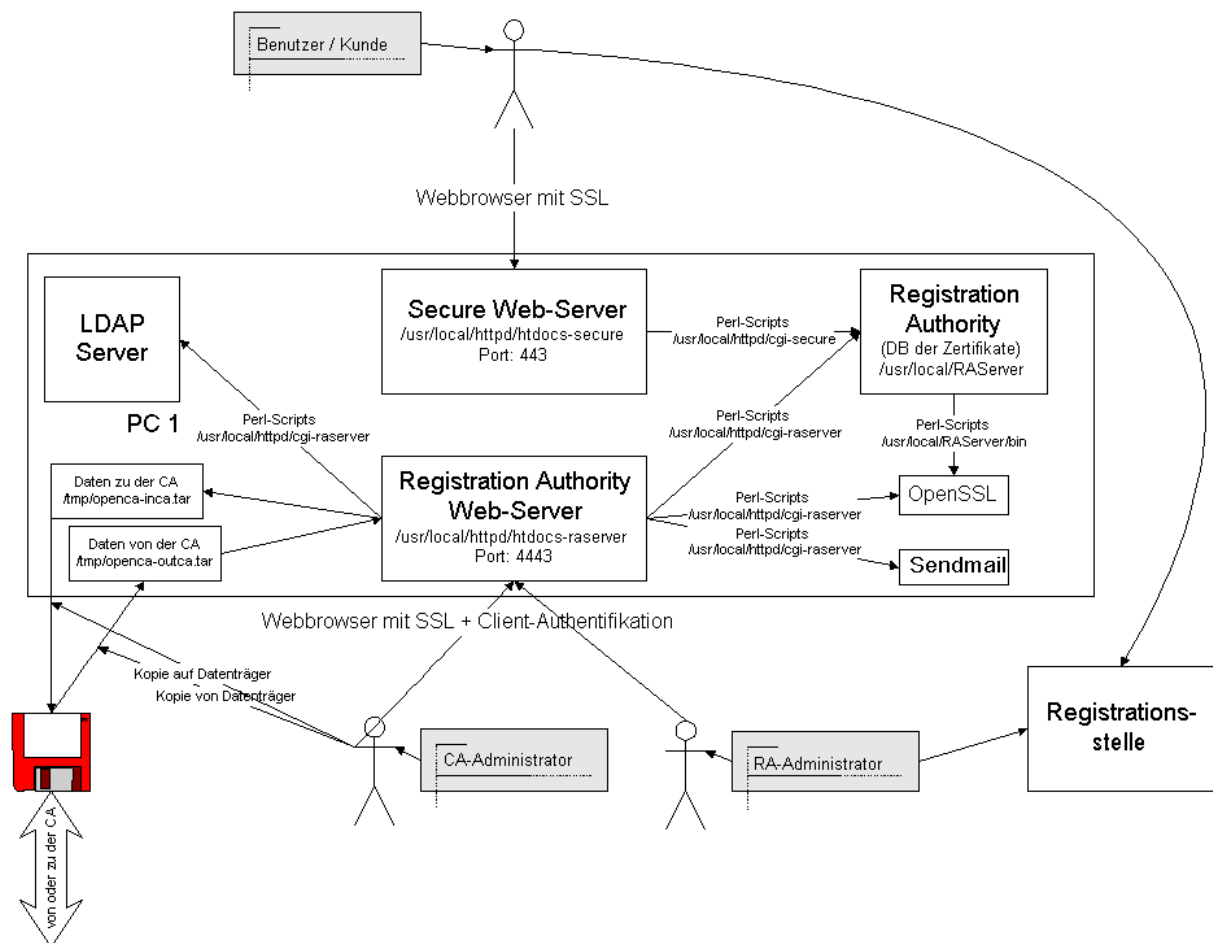 Benutzer / Kunde
Webbrowser mit SSL
LDAP
Server
PC 1
Secure Web-Server
/usr/local/httpd/htdocs-secure
Port: 443
Perl-Scripts
/usr/local/httpd/cgi-secure
Registration
Authority
(DB der Zertifikate)
/usr/local/RAServer
Perl-Scripts
/usr/local/httpd/cgi-raserver
Perl-Scripts
/usr/local/httpd/cgi-raserver
Perl-Scripts
/usr/local/RAServer/bin
Daten zu der CA
/tmp/openca-inca.tar
Daten von der CA
/tmp/openca-outca.tar
Registration Authority
Web-Server
/usr/local/httpd/htdocs-raserver
Port: 4443
Perl-Scripts
/usr/local/httpd/cgi-raserver
Perl-Scripts
/usr/local/httpd/cgi-raserver
OpenSSL
Sendmail
Webbrowser mit SSL + Client-Authentifikation
Kopie auf Datenträger
Kopie von Datenträger
CA-Administrator
RA-Administrator
Registrations-
stelle
von oder zu der CA